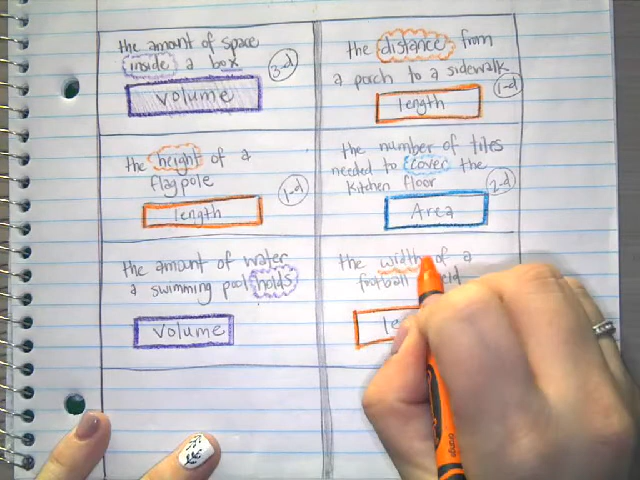 the amount of space
inside a box
3-d
volume
the distance from
a porch to a sidewalk
1-d
length
the height of a
flagpole
1-d
length
the number of tiles
needed to cover the
kitchen floor
2-d
Area
the amount of water
a swimming pool holds
volume
the width of a
football
orange